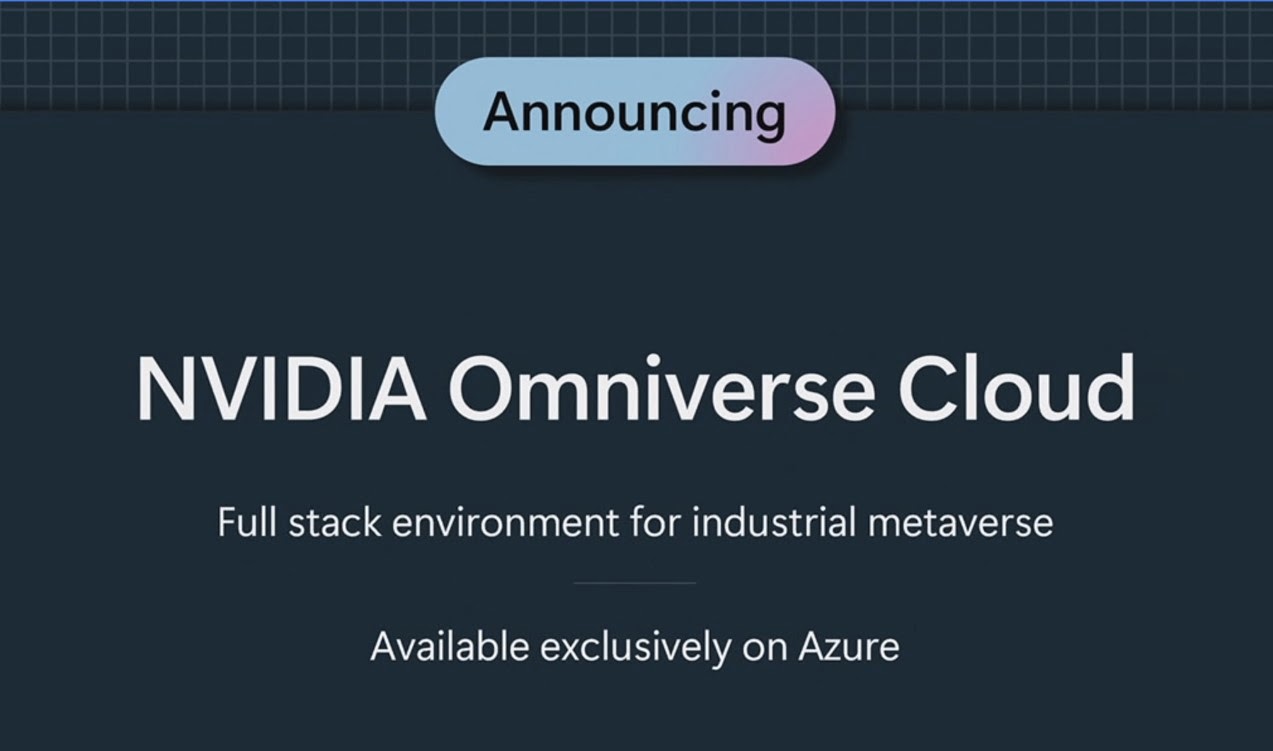 Announcing
NVIDIA Omniverse Cloud
Full stack environment for industrial metaverse
Available exclusively on Azure